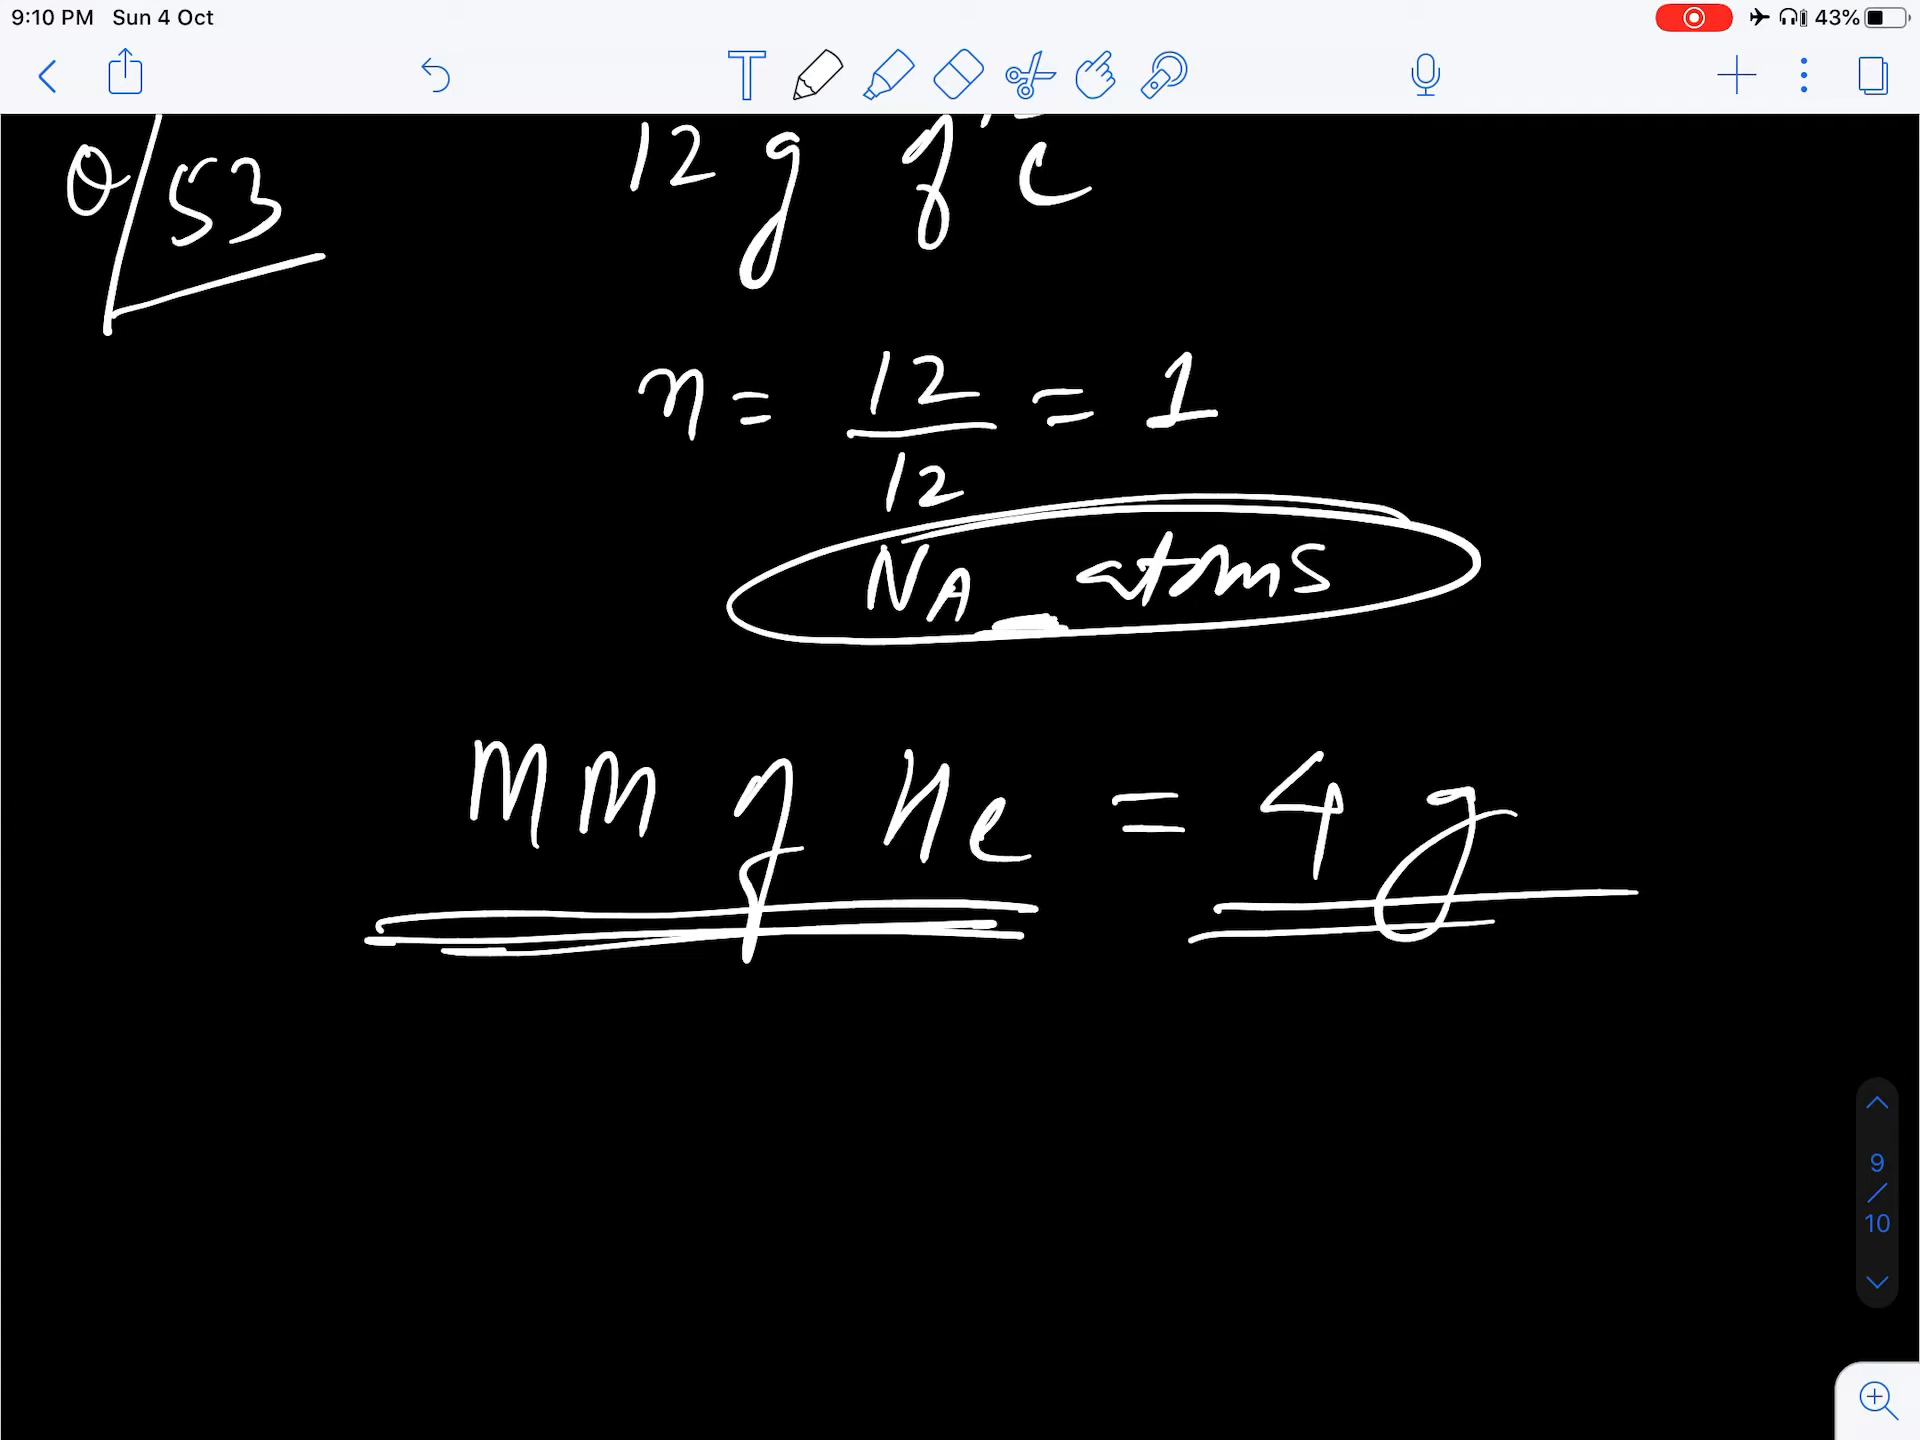 9:10 PM Sun 4 Oct 43%
T
Q/53
12 g of 12C
n = 12/12 = 1
NA atoms
MM of He = 4 g
9
/
10